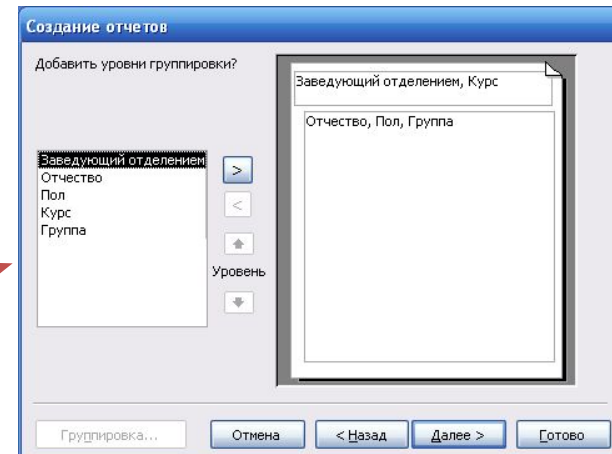 Создание отчетов
Добавить уровни группировки?
Заведующий отделением, Курс
Отчество, Пол, Группа
Заведующий отделением
Отчество
Пол
Курс
Группа
>
<
Уровень
Группировка...
Отмена
< Назад
Далее >
Готово